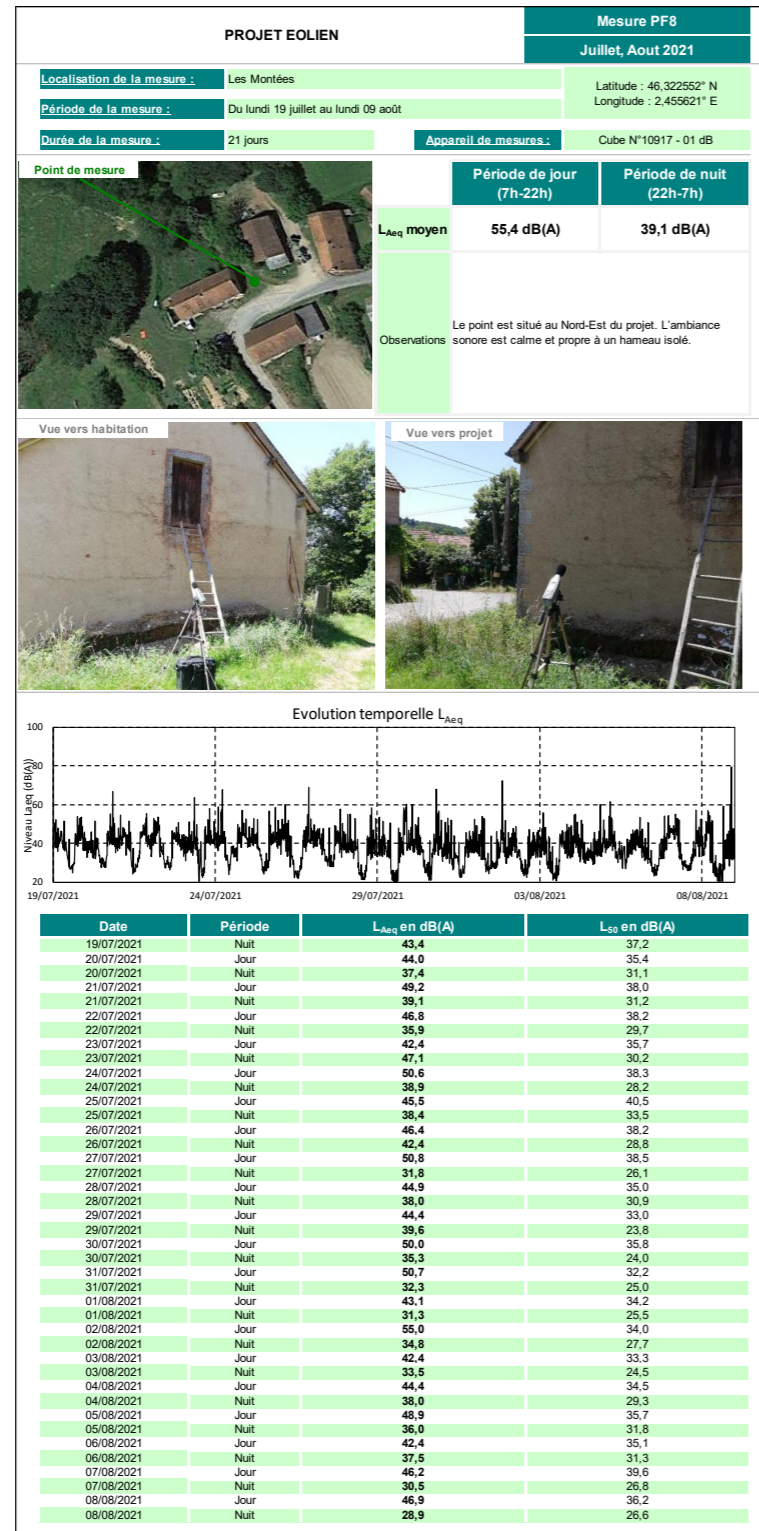 PROJET EOLIEN
Mesure PF8
Juillet, Aout 2021
Localisation de la mesure :
Les Montées
Latitude : 46,322552° N
Longitude : 2,455621° E
Période de la mesure :
Du lundi 19 juillet au lundi 09 août
Durée de la mesure :
21 jours
Appareil de mesures :
Cube N°10917 - 01 dB
Point de mesure
Période de jour
(7h-22h)
Période de nuit
(22h-7h)
LAeq moyen
55,4 dB(A)
39,1 dB(A)
Observations
Le point est situé au Nord-Est du projet. L'ambiance
sonore est calme et propre à un hameau isolé.
Vue vers habitation
Vue vers projet
Evolution temporelle LAeq
Niveau Laeq (dB(A))
100
80
60
40
20
19/07/2021 24/07/2021 29/07/2021 03/08/2021 08/08/2021
Date Période LAeq en dB(A) L50 en dB(A)
19/07/2021 Nuit 43,4 37,2
20/07/2021 Jour 44,0 35,4
20/07/2021 Nuit 37,4 31,1
21/07/2021 Jour 49,2 38,0
21/07/2021 Nuit 39,1 31,2
22/07/2021 Jour 46,8 38,2
22/07/2021 Nuit 35,9 29,7
23/07/2021 Jour 42,4 35,7
23/07/2021 Nuit 47,1 30,2
24/07/2021 Jour 50,6 38,3
24/07/2021 Nuit 38,9 28,2
25/07/2021 Jour 45,5 40,5
25/07/2021 Nuit 38,4 33,5
26/07/2021 Jour 46,4 38,2
26/07/2021 Nuit 42,4 28,8
27/07/2021 Jour 50,8 38,5
27/07/2021 Nuit 31,8 26,1
28/07/2021 Jour 44,9 35,0
28/07/2021 Nuit 38,0 30,9
29/07/2021 Jour 44,4 33,0
29/07/2021 Nuit 39,6 23,8
30/07/2021 Jour 50,0 35,8
30/07/2021 Nuit 35,3 24,0
31/07/2021 Jour 50,7 32,2
31/07/2021 Nuit 32,3 25,0
01/08/2021 Jour 43,1 34,2
01/08/2021 Nuit 31,3 25,5
02/08/2021 Jour 55,0 34,0
02/08/2021 Nuit 34,8 27,7
03/08/2021 Jour 42,4 33,3
03/08/2021 Nuit 33,5 24,5
04/08/2021 Jour 44,4 34,5
04/08/2021 Nuit 38,0 29,3
05/08/2021 Jour 48,9 35,7
05/08/2021 Nuit 36,0 31,8
06/08/2021 Jour 42,4 35,1
06/08/2021 Nuit 37,5 31,3
07/08/2021 Jour 46,2 39,6
07/08/2021 Nuit 30,5 26,8
08/08/2021 Jour 46,9 36,2
08/08/2021 Nuit 28,9 26,6